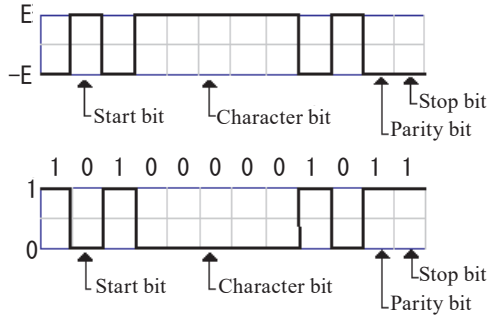 E
-E
Start bit
Character bit
Stop bit
Parity bit
1 0 1 0 0 0 0 0 1 0 1 1
1
0
Start bit
Character bit
Stop bit
Parity bit